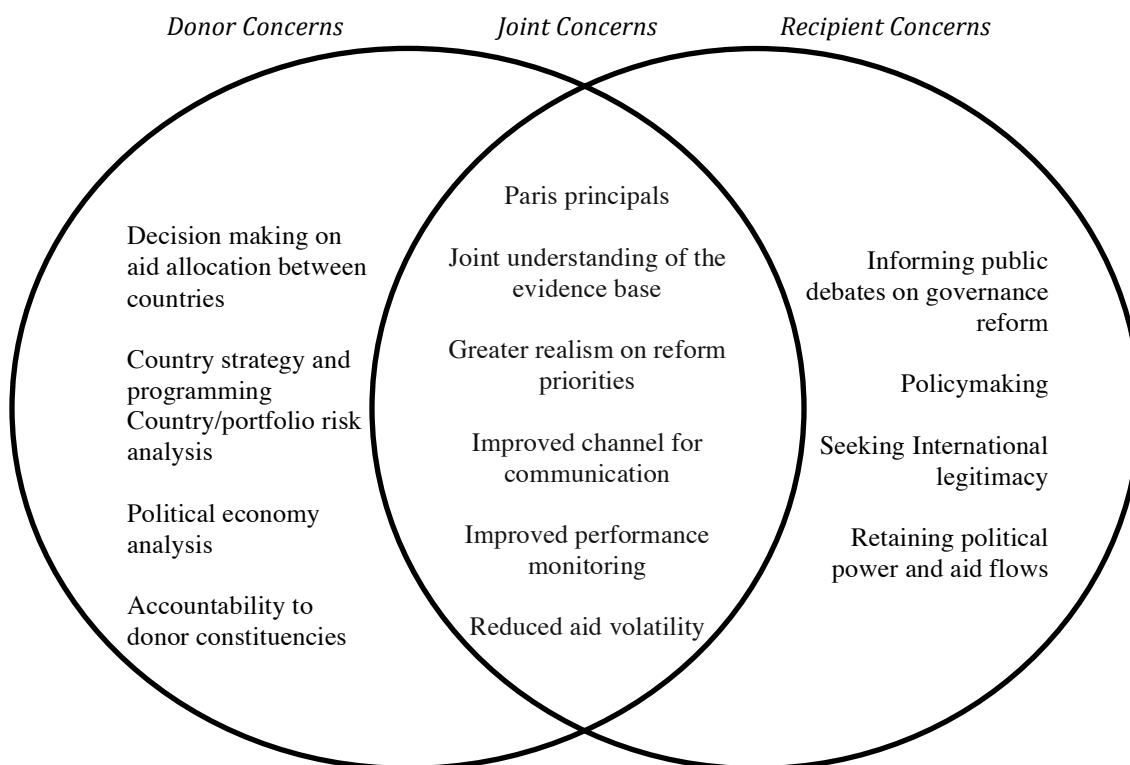 Donor Concerns
Joint Concerns
Recipient Concerns
Decision making on
aid allocation between
countries
Country strategy and
programming
Country/portfolio risk
analysis
Political economy
analysis
Accountability to
donor constituencies
Paris principals
Joint understanding of the
evidence base
Greater realism on reform
priorities
Improved channel for
communication
Improved performance
monitoring
Reduced aid volatility
Informing public
debates on governance
reform
Policymaking
Seeking International
legitimacy
Retaining political
power and aid flows